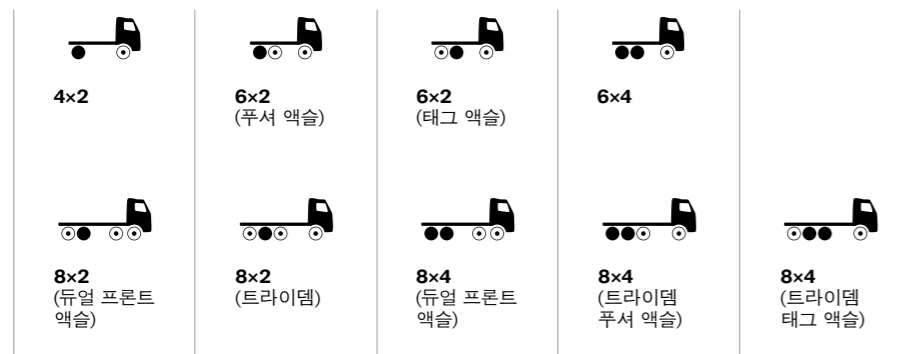 4×2
6×2
(푸셔 액슬)
6×2
(태그 액슬)
6×4
8×2
(듀얼 프론트
액슬)
8×2
(트라이뎀)
8×4
(듀얼 프론트
액슬)
8×4
(트라이뎀
푸셔 액슬)
8×4
(트라이뎀
태그 액슬)